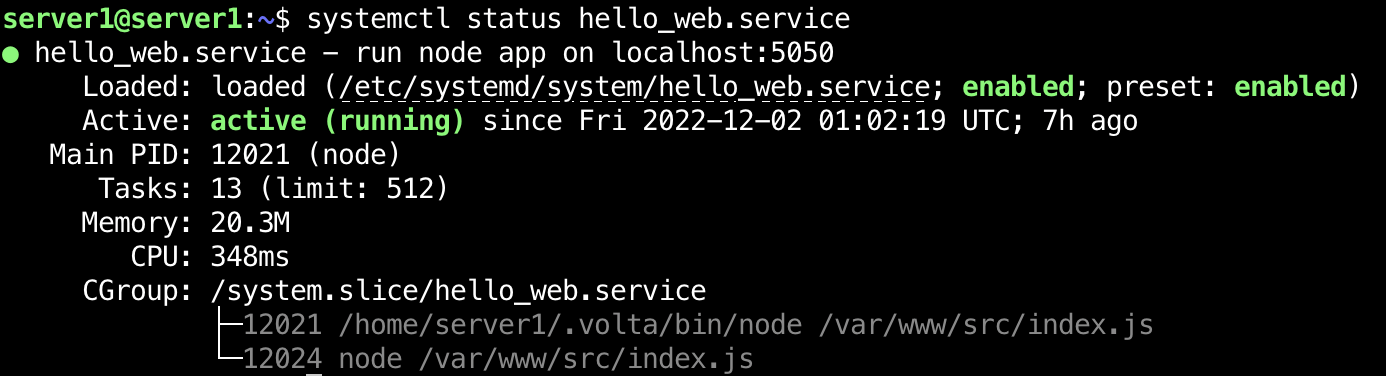 server1@server1:~$ systemctl status hello_web.service
● hello_web.service - run node app on localhost:5050
     Loaded: loaded (/etc/systemd/system/hello_web.service; enabled; preset: enabled)
     Active: active (running) since Fri 2022-12-02 01:02:19 UTC; 7h ago
   Main PID: 12021 (node)
      Tasks: 13 (limit: 512)
     Memory: 20.3M
        CPU: 348ms
     CGroup: /system.slice/hello_web.service
             ├─12021 /home/server1/.volta/bin/node /var/www/src/index.js
             └─12024 node /var/www/src/index.js